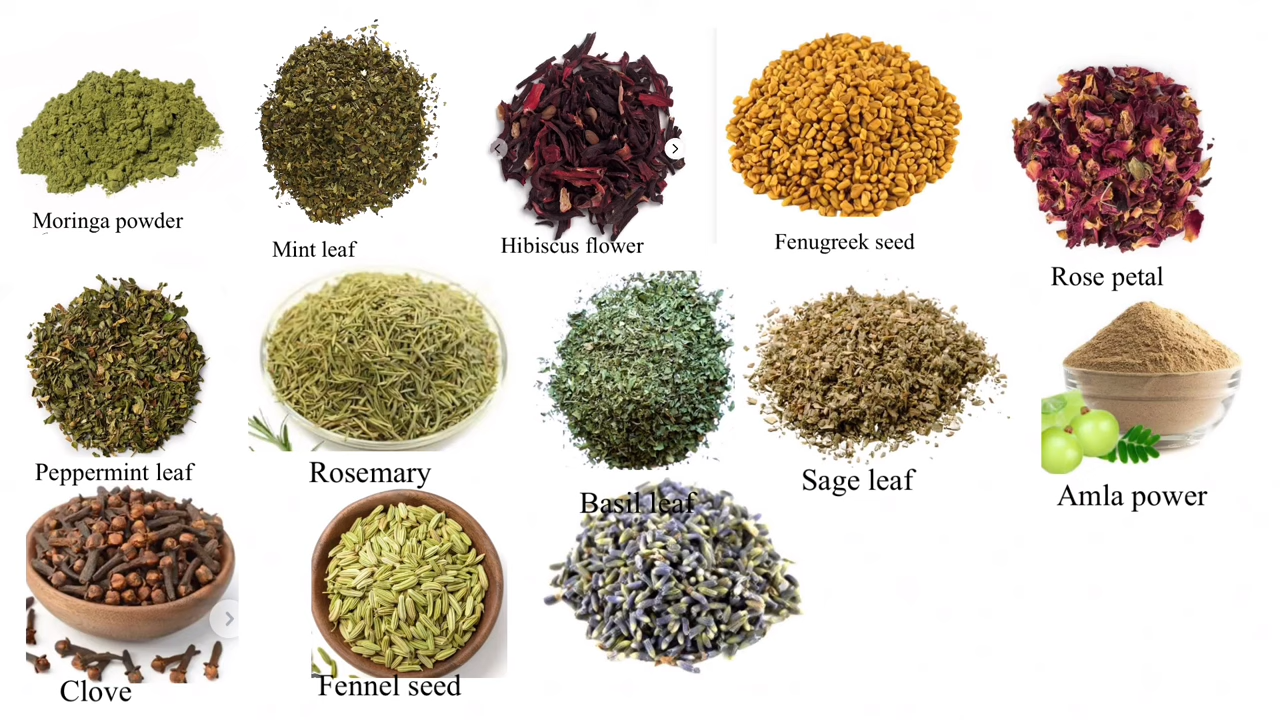 Moringa powder
Mint leaf
Hibiscus flower
Fenugreek seed
Rose petal
Peppermint leaf
Rosemary
Basil leaf
Sage leaf
Amla power
Clove
Fennel seed